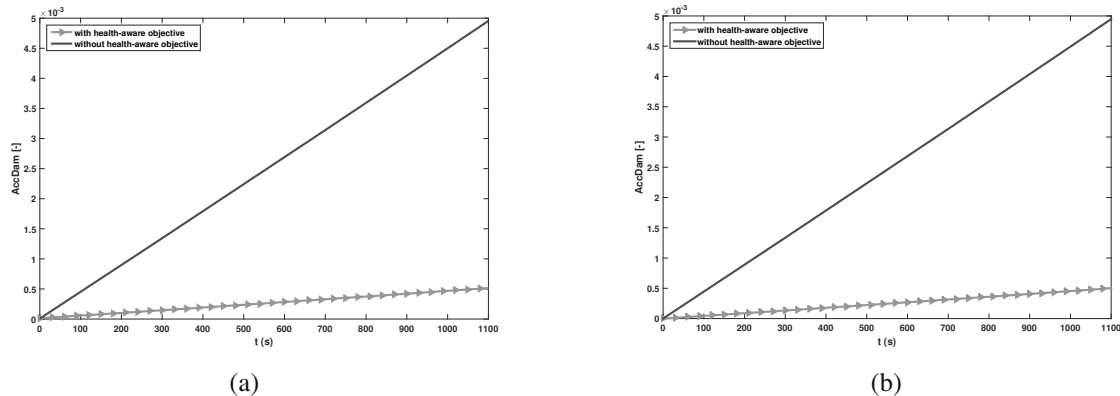 ×10⁻³
5
4.5
4
3.5
3
2.5
2
1.5
1
0.5
0
AccDam [-]
with health-aware objective
without health-aware objective
0 100 200 300 400 500 600 700 800 900 1000 1100
t (s)
(a)
×10⁻³
5
4.5
4
3.5
3
2.5
2
1.5
1
0.5
0
AccDam [-]
with health-aware objective
without health-aware objective
0 100 200 300 400 500 600 700 800 900 1000 1100
t (s)
(b)